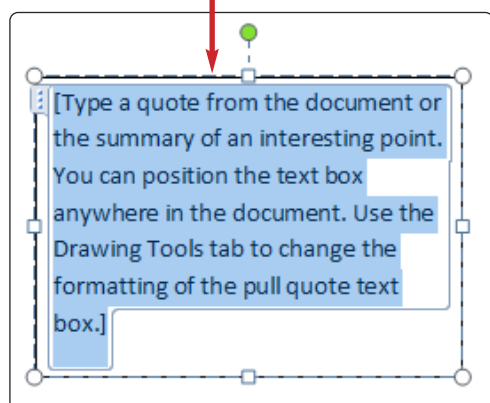 [Type a quote from the document or
the summary of an interesting point.
You can position the text box
anywhere in the document. Use the
Drawing Tools tab to change the
formatting of the pull quote text
box.]